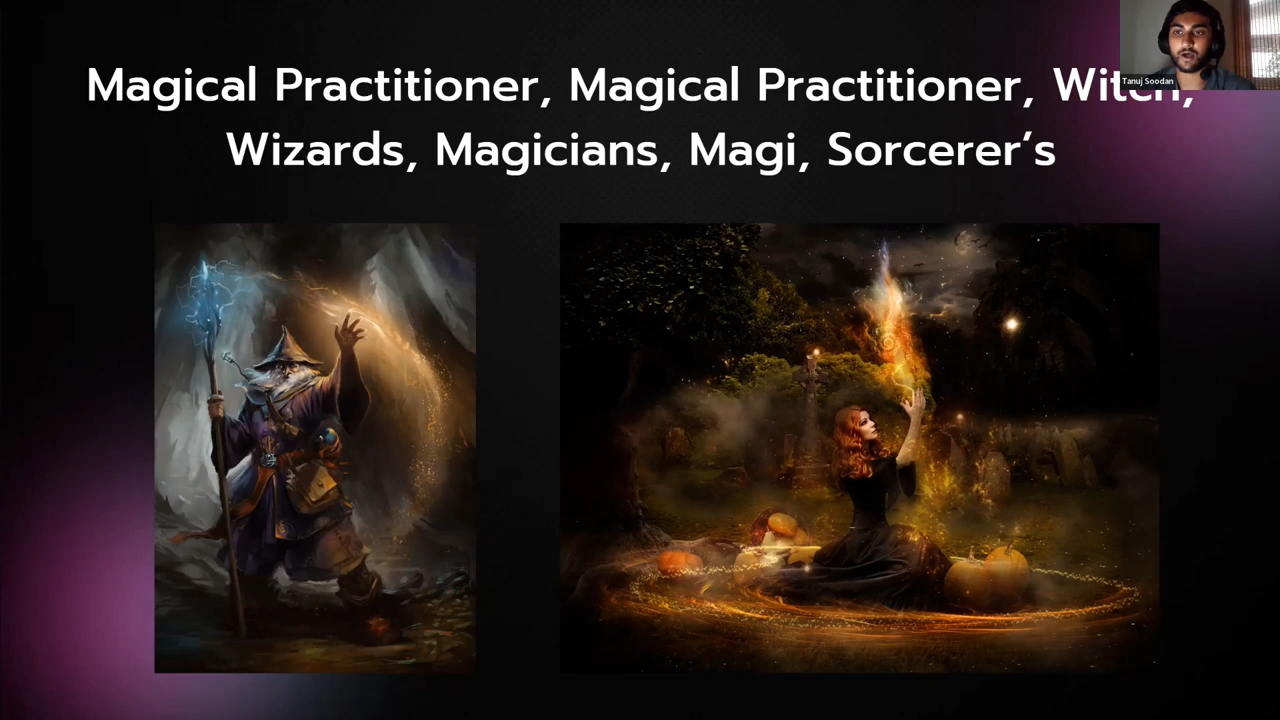 Magical Practitioner, Magical Practitioner, Witch,
Wizards, Magicians, Magi, Sorcerer’s
Tanuj Soodan